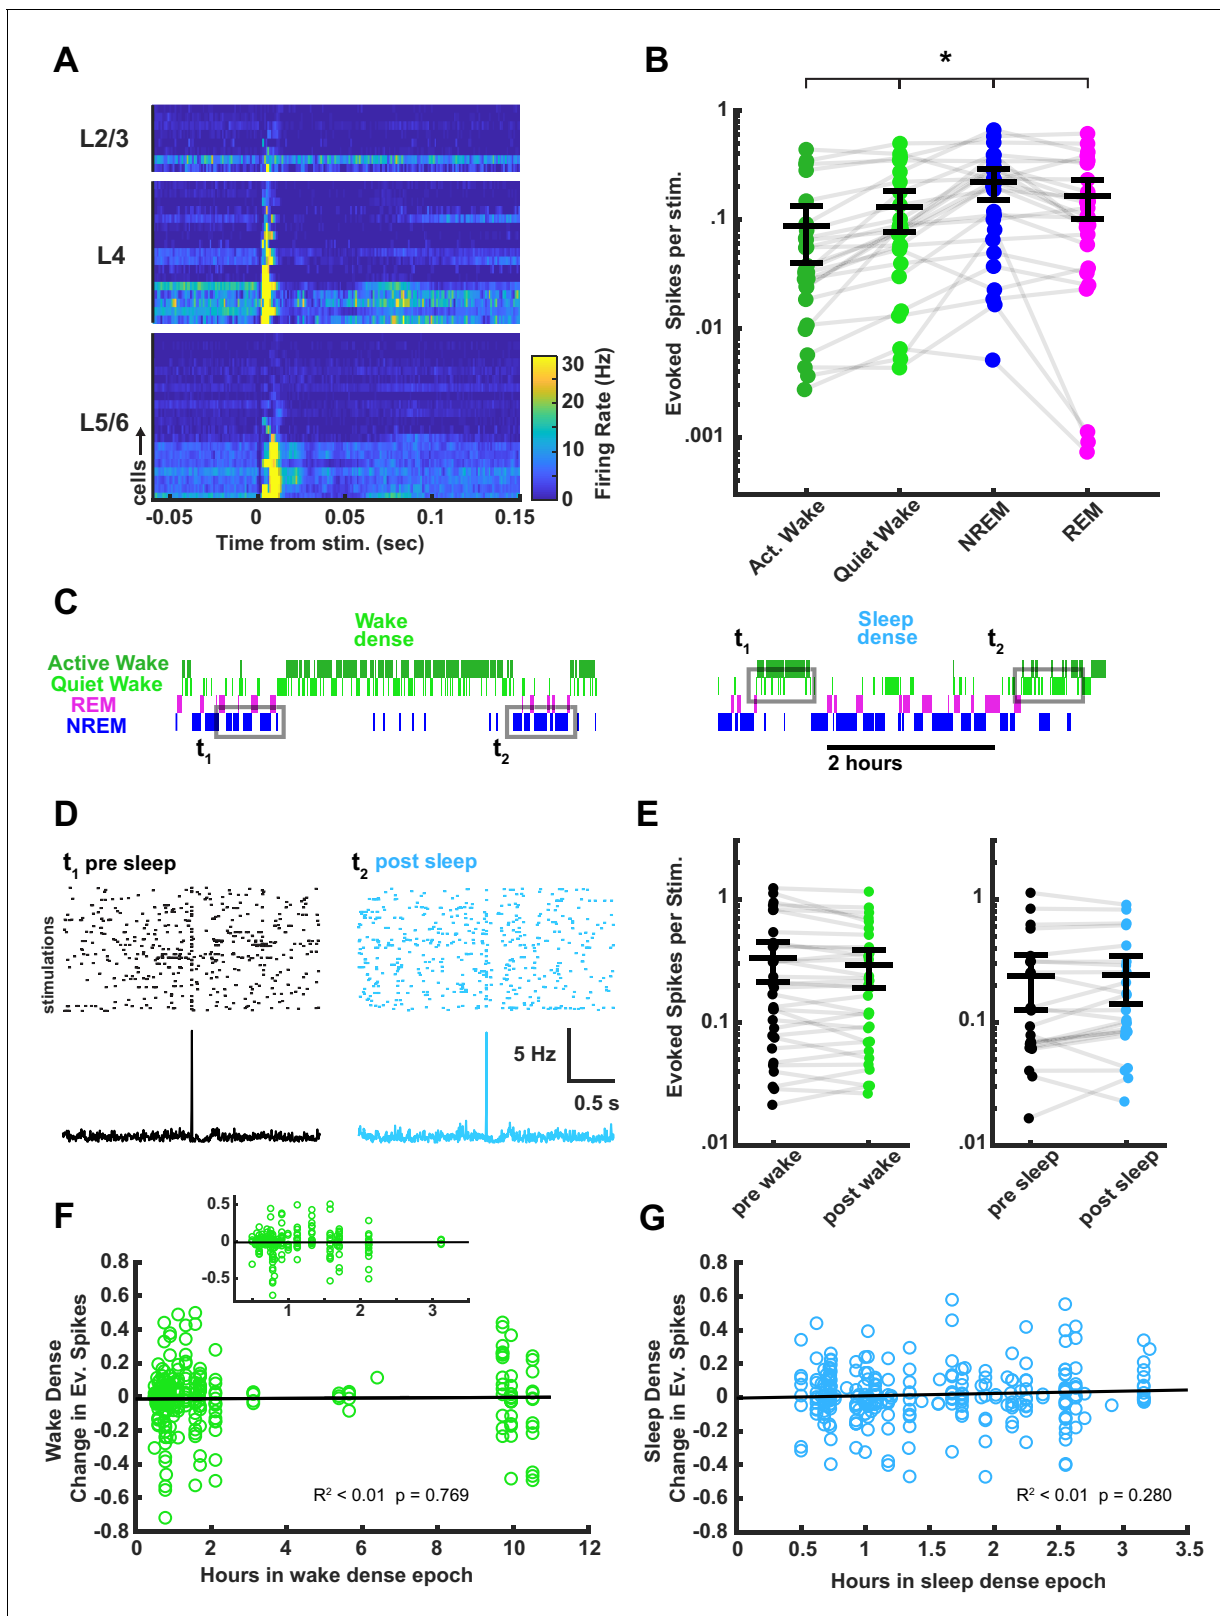 A
L2/3
L4
L5/6
cells
-0.05
0
0.05
0.1
0.15
Time from stim. (sec)
30
20
10
0
Firing Rate (Hz)
B
*
1
.1
.01
.001
Evoked Spikes per stim.
Act. Wake
Quiet Wake
NREM
REM
C
Wake
dense
Active Wake
Quiet Wake
REM
NREM
t1
t2
Sleep
dense
t1
t2
2 hours
D
t1 pre sleep
t2 post sleep
stimulations
5 Hz
0.5 s
E
Evoked Spikes per Stim.
1
0.1
.01
pre wake
post wake
1
0.1
.01
pre sleep
post sleep
F
0.5
0
-0.5
1
2
3
0.8
0.6
0.4
0.2
0
-0.2
-0.4
-0.6
-0.8
Wake Dense
Change in Ev. Spikes
R² < 0.01 p = 0.769
0
2
4
6
8
10
12
Hours in wake dense epoch
G
0.8
0.6
0.4
0.2
0
-0.2
-0.4
-0.6
-0.8
Sleep Dense
Change in Ev. Spikes
R² < 0.01 p = 0.280
0
0.5
1
1.5
2
2.5
3
3.5
Hours in sleep dense epoch